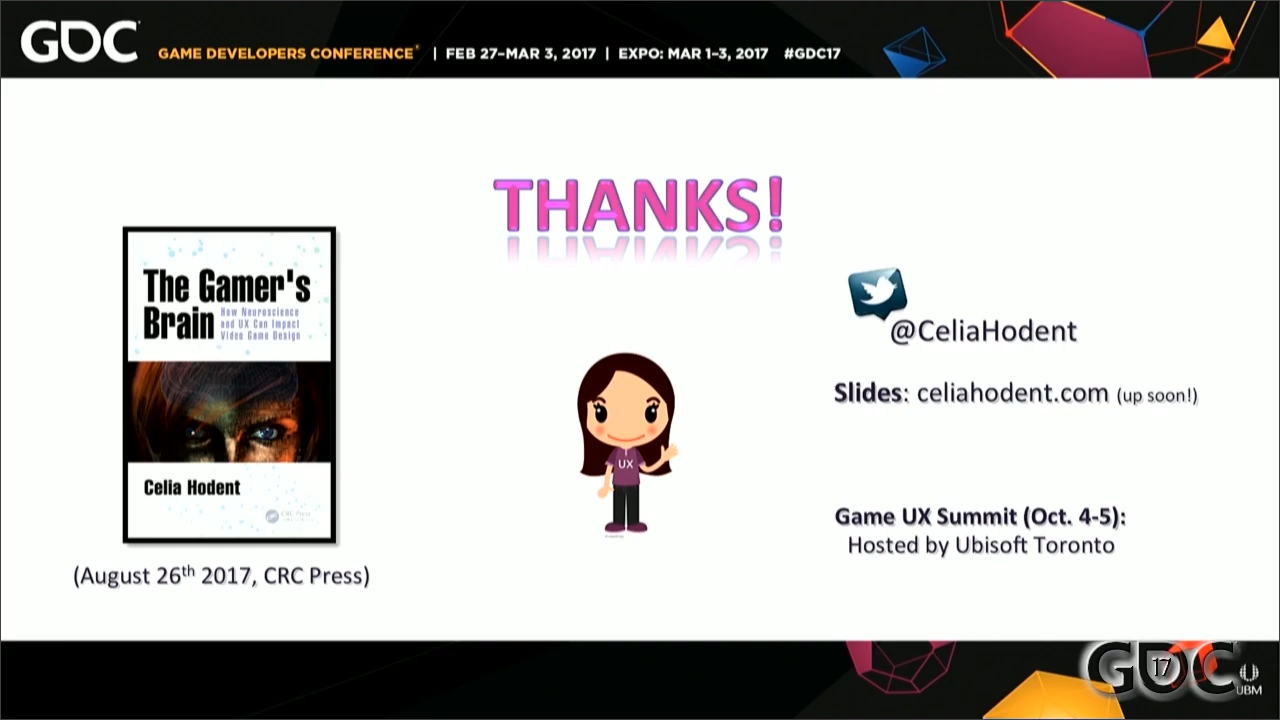 GDC
GAME DEVELOPERS CONFERENCE® | FEB 27–MAR 3, 2017 | EXPO: MAR 1–3, 2017 #GDC17
THANKS!
The Gamer's
Brain
How Neuroscience
and UX Can Impact
Video Game Design
Celia Hodent
CRC Press
(August 26th 2017, CRC Press)
UX
@CeliaHodent
Slides: celiahodent.com (up soon!)
Game UX Summit (Oct. 4-5):
Hosted by Ubisoft Toronto
GDC
17
UBM